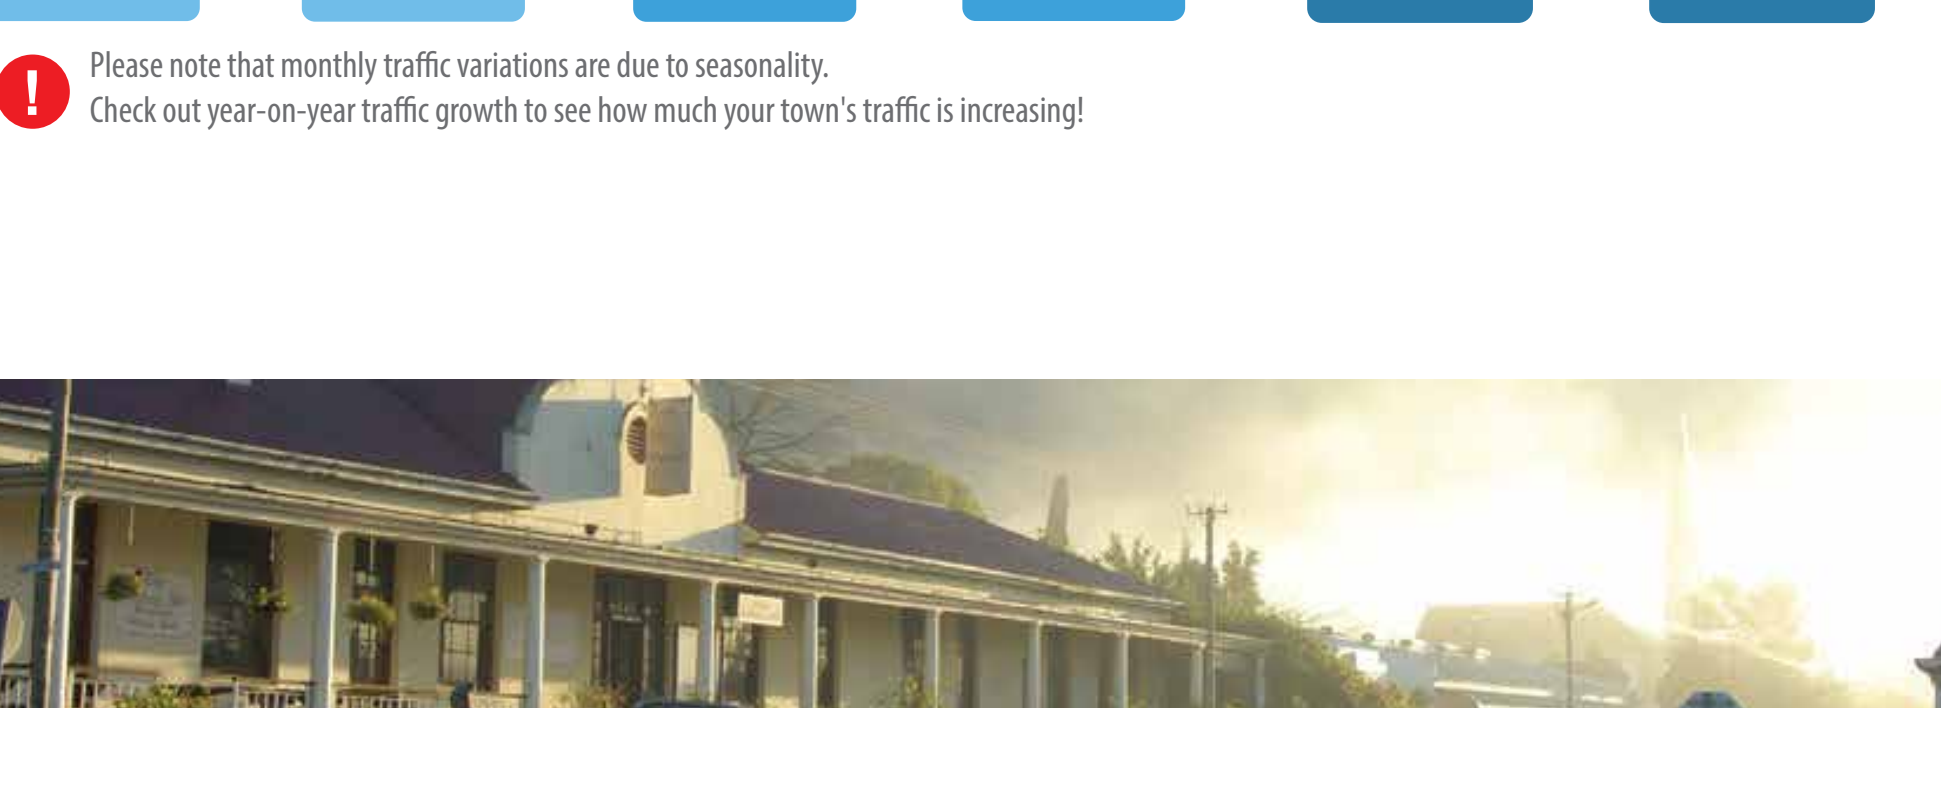 !
Please note that monthly traffic variations are due to seasonality.
Check out year-on-year traffic growth to see how much your town's traffic is increasing!